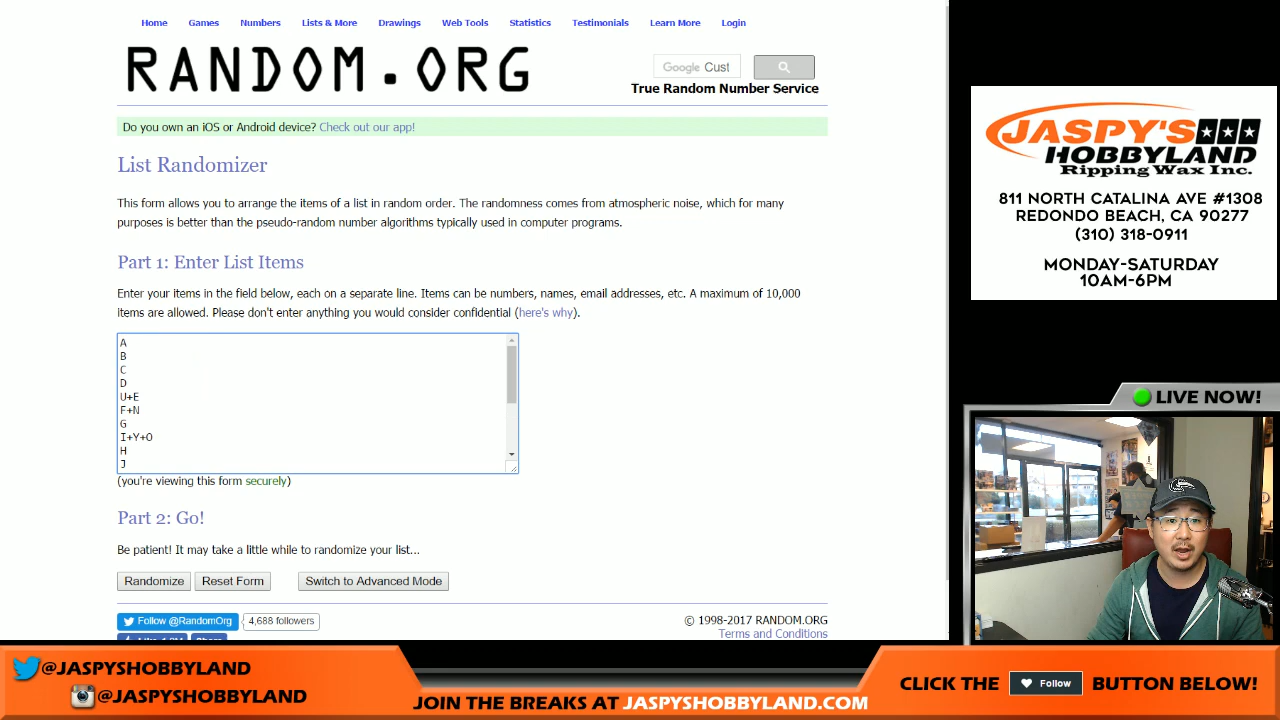 Home Games Numbers Lists & More Drawings Web Tools Statistics Testimonials Learn More Login
RANDOM.ORG
Google Cust
True Random Number Service
Do you own an iOS or Android device? Check out our app!
List Randomizer
This form allows you to arrange the items of a list in random order. The randomness comes from atmospheric noise, which for many
purposes is better than the pseudo-random number algorithms typically used in computer programs.
Part 1: Enter List Items
Enter your items in the field below, each on a separate line. Items can be numbers, names, email addresses, etc. A maximum of 10,000
items are allowed. Please don't enter anything you would consider confidential (here's why).
A
B
C
D
U+E
F+N
G
I+Y+O
H
J
(you're viewing this form securely)
Part 2: Go!
Be patient! It may take a little while to randomize your list...
Randomize Reset Form Switch to Advanced Mode
Follow @RandomOrg 4,688 followers
© 1998-2017 RANDOM.ORG
Terms and Conditions
JASPY'S
HOBBYLAND
Ripping Wax Inc.
811 NORTH CATALINA AVE #1308
REDONDO BEACH, CA 90277
(310) 318-0911
MONDAY-SATURDAY
10AM-6PM
LIVE NOW!
@JASPYSHOBBYLAND
@JASPYSHOBBYLAND
JOIN THE BREAKS AT JASPYSHOBBYLAND.COM
CLICK THE Follow BUTTON BELOW!